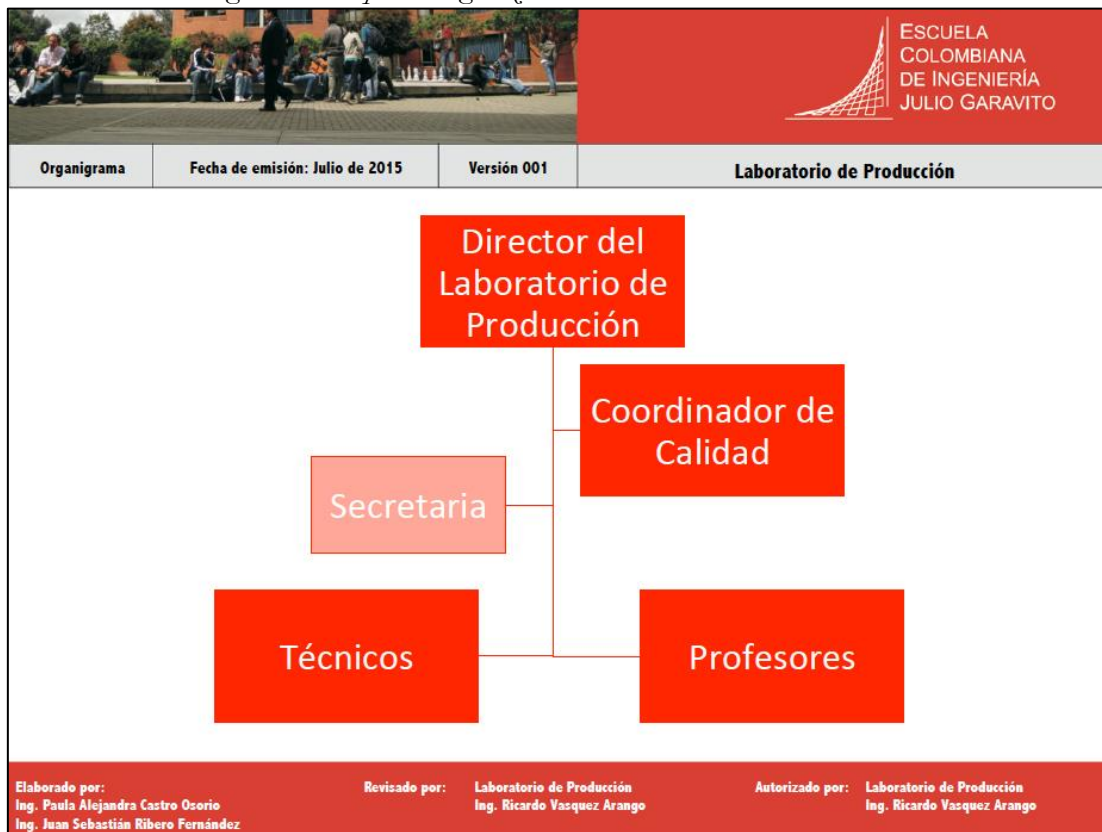 ESCUELA
COLOMBIANA
DE INGENIERÍA
JULIO GARAVITO
Organigrama
Fecha de emisión: Julio de 2015
Versión 001
Laboratorio de Producción
Director del
Laboratorio de
Producción
Coordinador de
Calidad
Secretaria
Técnicos
Profesores
Elaborado por:
Ing. Paula Alejandra Castro Osorio
Ing. Juan Sebastián Ribero Fernández
Revisado por:
Laboratorio de Producción
Ing. Ricardo Vasquez Arango
Autorizado por:
Laboratorio de Producción
Ing. Ricardo Vasquez Arango